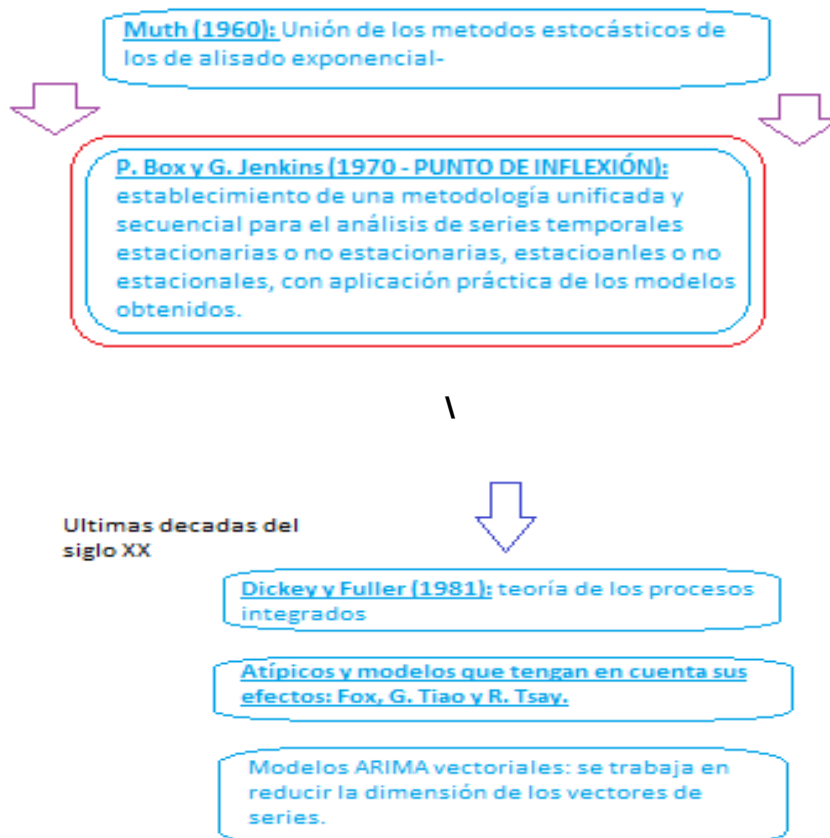 Muth (1960): Unión de los metodos estocásticos de
los de alisado exponencial-
P. Box y G. Jenkins (1970 - PUNTO DE INFLEXIÓN):
establecimiento de una metodología unificada y
secuencial para el análisis de series temporales
estacionarias o no estacionarias, estacioanles o no
estacionales, con aplicación práctica de los modelos
obtenidos.
\
Ultimas decadas del
siglo XX
Dickey y Fuller (1981): teoría de los procesos
integrados
Atípicos y modelos que tengan en cuenta sus
efectos: Fox, G. Tiao y R. Tsay.
Modelos ARIMA vectoriales: se trabaja en
reducir la dimensión de los vectores de
series.